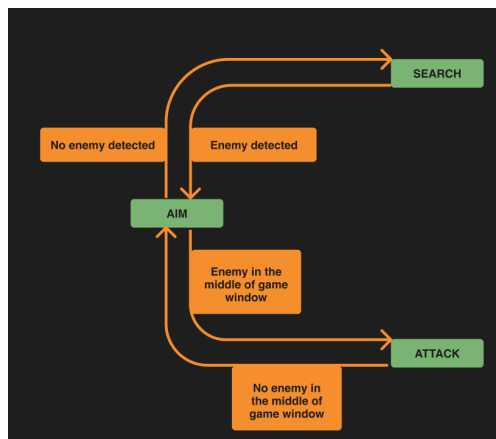 SEARCH
No enemy detected
Enemy detected
AIM
Enemy in the
middle of game
window
ATTACK
No enemy in
the middle of
game window